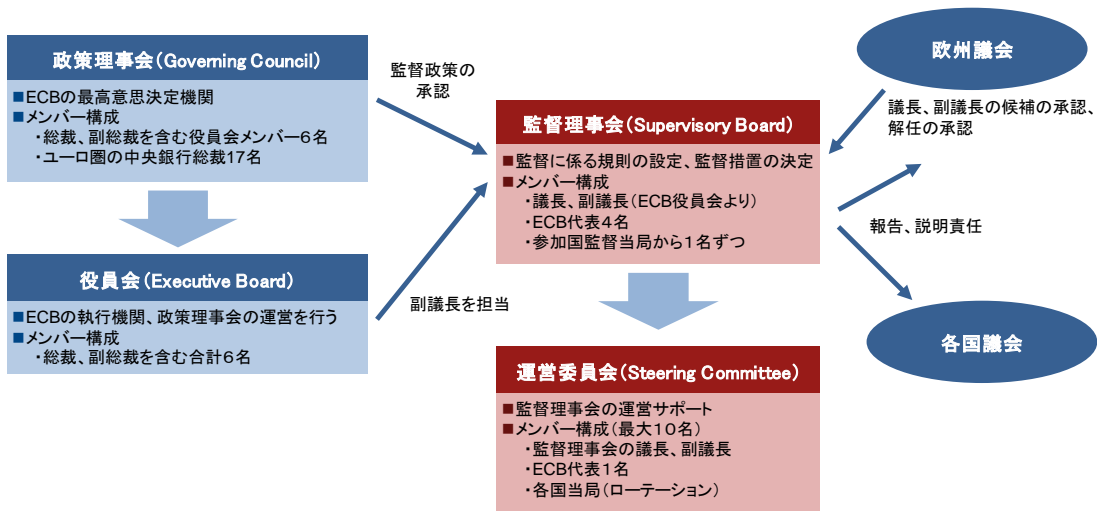 政策理事会(Governing Council)
■ECBの最高意思決定機関
■メンバー構成
・総裁、副総裁を含む役員会メンバー6名
・ユーロ圏の中央銀行総裁17名
役員会(Executive Board)
■ECBの執行機関、政策理事会の運営を行う
■メンバー構成
・総裁、副総裁を含む合計6名
監督政策の
承認
副議長を担当
監督理事会(Supervisory Board)
■監督に係る規則の設定、監督措置の決定
■メンバー構成
・議長、副議長(ECB役員会より)
・ECB代表4名
・参加国監督当局から1名ずつ
運営委員会(Steering Committee)
■監督理事会の運営サポート
■メンバー構成(最大10名)
・監督理事会の議長、副議長
・ECB代表1名
・各国当局(ローテーション)
欧州議会
議長、副議長の候補の承認、
解任の承認
報告、説明責任
各国議会